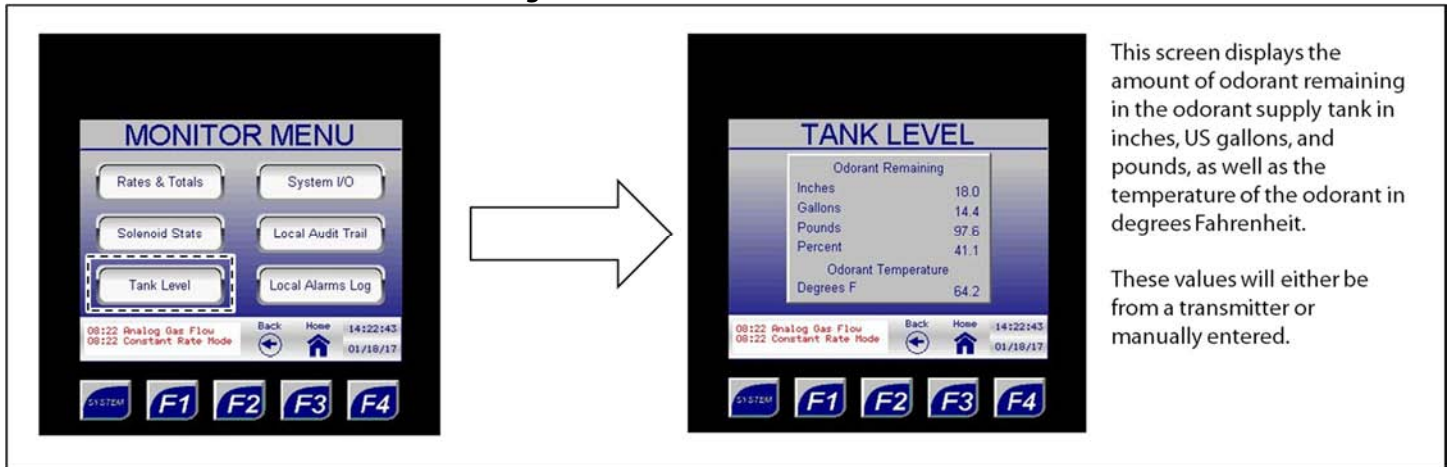 MONITOR MENU
Rates & Totals
System I/O
Solenoid Stats
Local Audit Trail
Tank Level
Local Alarms Log
08:22 Analog Gas Flow
08:22 Constant Rate Mode
Back
Home
14:22:43
01/18/17
SYSTEM
F1
F2
F3
F4
TANK LEVEL
Odorant Remaining
Inches 18.0
Gallons 14.4
Pounds 97.6
Percent 41.1
Odorant Temperature
Degrees F 64.2
08:22 Analog Gas Flow
08:22 Constant Rate Mode
Back
Home
14:22:43
01/18/17
SYSTEM
F1
F2
F3
F4
This screen displays the
amount of odorant remaining
in the odorant supply tank in
inches, US gallons, and
pounds, as well as the
temperature of the odorant in
degrees Fahrenheit.
These values will either be
from a transmitter or
manually entered.